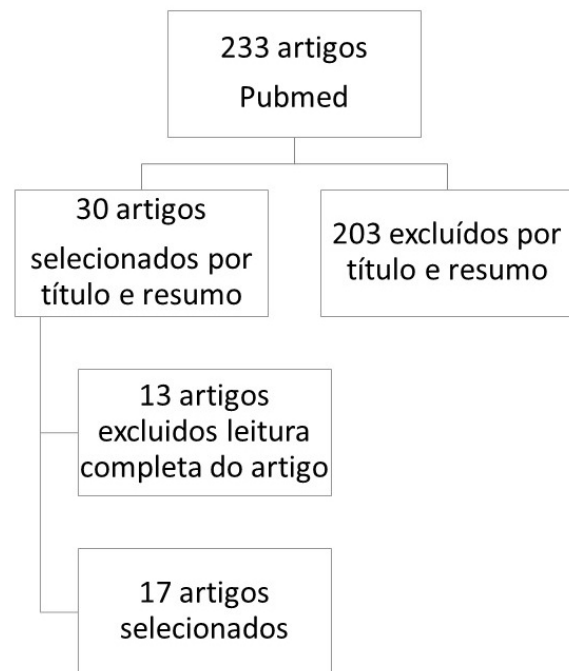 233 artigos
Pubmed
30 artigos
selecionados por
título e resumo
203 excluídos por
título e resumo
13 artigos
excluidos leitura
completa do artigo
17 artigos
selecionados